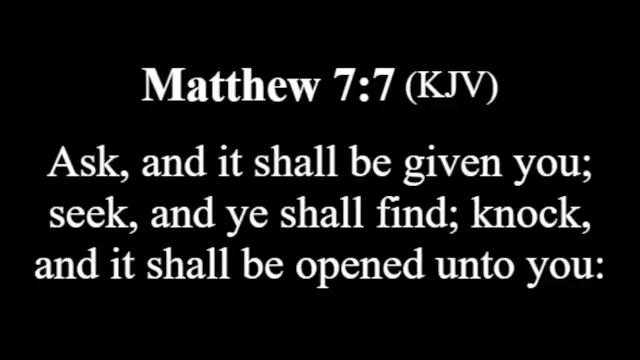 Matthew 7:7 (KJV)
Ask, and it shall be given you;
seek, and ye shall find; knock,
and it shall be opened unto you: